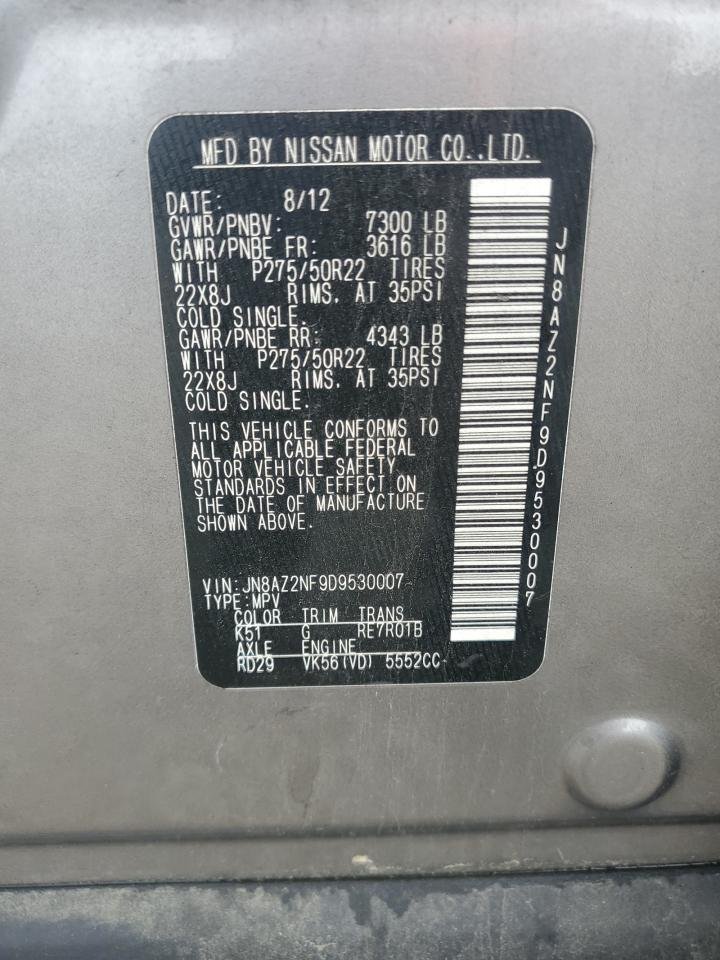 MFD BY NISSAN MOTOR CO.,LTD.
DATE: 8/12
GVWR/PNBV: 7300 LB
GAWR/PNBE FR: 3616 LB
WITH P275/50R22 TIRES
22X8J RIMS. AT 35PSI
COLD SINGLE.
GAWR/PNBE RR: 4343 LB
WITH P275/50R22 TIRES
22X8J RIMS. AT 35PSI
COLD SINGLE.
THIS VEHICLE CONFORMS TO
ALL APPLICABLE FEDERAL
MOTOR VEHICLE SAFETY
STANDARDS IN EFFECT ON
THE DATE OF MANUFACTURE
SHOWN ABOVE.
VIN: JN8AZ2NF9D9530007
TYPE: MPV
COLOR TRIM TRANS
K51 G RE7R01B
AXLE ENGINE
RD29 VK56(VD) 5552CC
JN8AZ2NF9D9530007